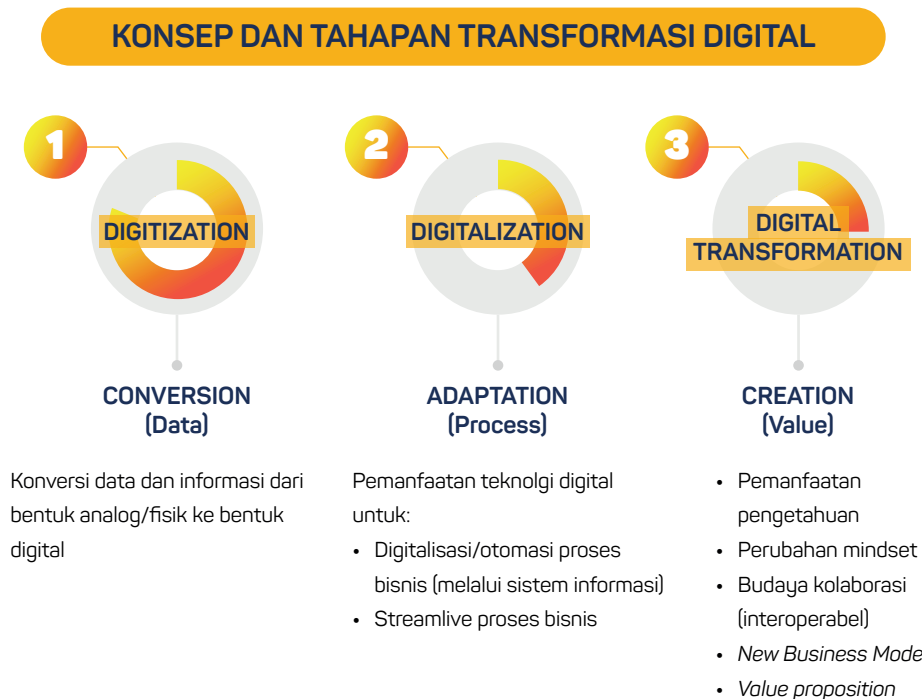 KONSEP DAN TAHAPAN TRANSFORMASI DIGITAL
1
DIGITIZATION
CONVERSION
(Data)
Konversi data dan informasi dari
bentuk analog/fisik ke bentuk
digital
2
DIGITALIZATION
ADAPTATION
(Process)
Pemanfaatan teknolgi digital
untuk:
• Digitalisasi/otomasi proses
bisnis (melalui sistem informasi)
• Streamlive proses bisnis
3
DIGITAL
TRANSFORMATION
CREATION
(Value)
• Pemanfaatan
pengetahuan
• Perubahan mindset
• Budaya kolaborasi
(interoperabel)
• New Business Mode
• Value proposition